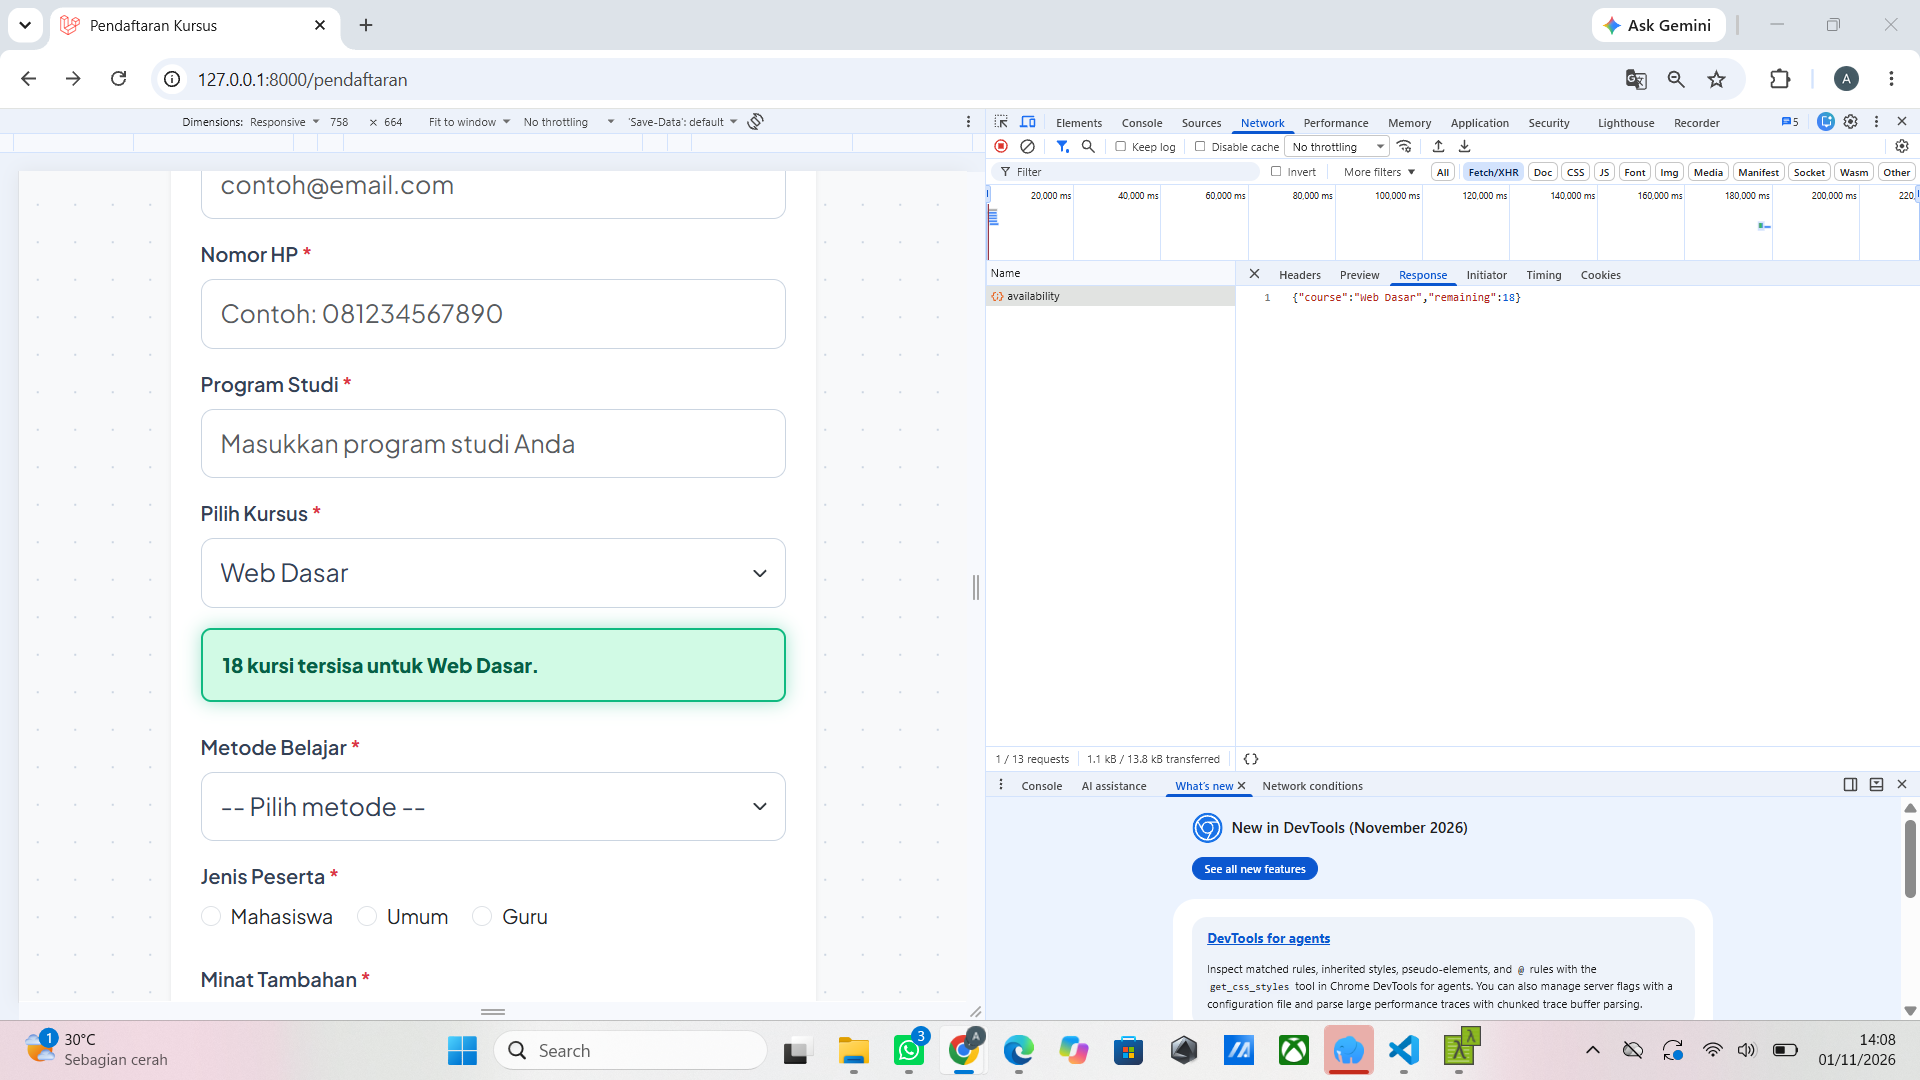 Pendaftaran Kursus
Ask Gemini
127.0.0.1:8000/pendaftaran
A
Dimensions: Responsive 758 × 664 Fit to window No throttling 'Save-Data': default
Elements Console Sources Network Performance Memory Application Security Lighthouse Recorder 5
Keep log Disable cache No throttling
Filter Invert More filters All Fetch/XHR Doc CSS JS Font Img Media Manifest Socket Wasm Other
20,000 ms 40,000 ms 60,000 ms 80,000 ms 100,000 ms 120,000 ms 140,000 ms 160,000 ms 180,000 ms 200,000 ms 220,
Name
availability
Headers Preview Response Initiator Timing Cookies
1 {"course":"Web Dasar","remaining":18}
1 / 13 requests 1.1 kB / 13.8 kB transferred {}
Console AI assistance What's new Network conditions
New in DevTools (November 2026)
See all new features
DevTools for agents
Inspect matched rules, inherited styles, pseudo-elements, and @ rules with the
get_css_styles tool in Chrome DevTools for agents. You can also manage server flags with a
configuration file and parse large performance traces with chunked trace buffer parsing.
contoh@email.com
Nomor HP *
Contoh: 081234567890
Program Studi *
Masukkan program studi Anda
Pilih Kursus *
Web Dasar
18 kursi tersisa untuk Web Dasar.
Metode Belajar *
-- Pilih metode --
Jenis Peserta *
Mahasiswa Umum Guru
Minat Tambahan *
1
30°C
Sebagian cerah
Search
3
A
14:08
01/11/2026